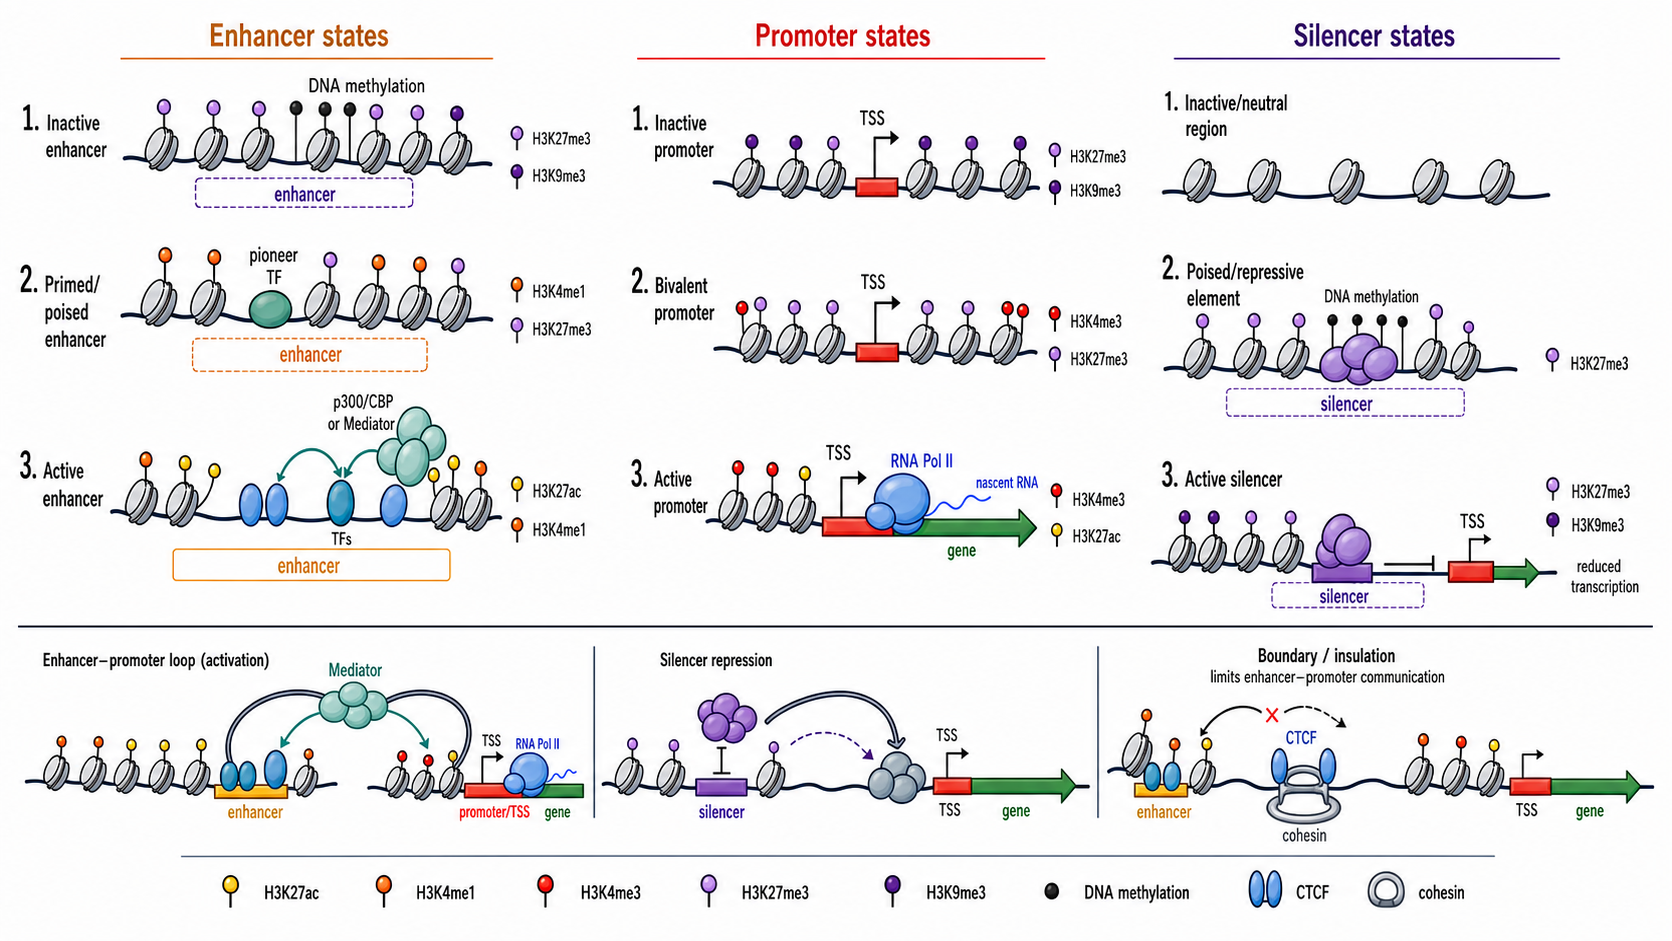 Enhancer states
Promoter states
Silencer states
1. Inactive
enhancer
DNA methylation
H3K27me3
H3K9me3
enhancer
1. Inactive
promoter
TSS
H3K27me3
H3K9me3
1. Inactive/neutral
region
2. Primed/
poised
enhancer
pioneer
TF
H3K4me1
H3K27me3
enhancer
2. Bivalent
promoter
TSS
H3K4me3
H3K27me3
2. Poised/repressive
element
DNA methylation
H3K27me3
silencer
3. Active
enhancer
p300/CBP
or Mediator
H3K27ac
H3K4me1
TFs
enhancer
3. Active
promoter
TSS
RNA Pol II
nascent RNA
H3K4me3
H3K27ac
gene
3. Active silencer
H3K27me3
H3K9me3
TSS
reduced
transcription
silencer
Enhancer–promoter loop (activation)
Mediator
TSS
RNA Pol II
enhancer
promoter/TSS
gene
Silencer repression
TSS
silencer
TSS
gene
Boundary / insulation
limits enhancer–promoter communication
CTCF
enhancer
cohesin
TSS
gene
H3K27ac
H3K4me1
H3K4me3
H3K27me3
H3K9me3
DNA methylation
CTCF
cohesin